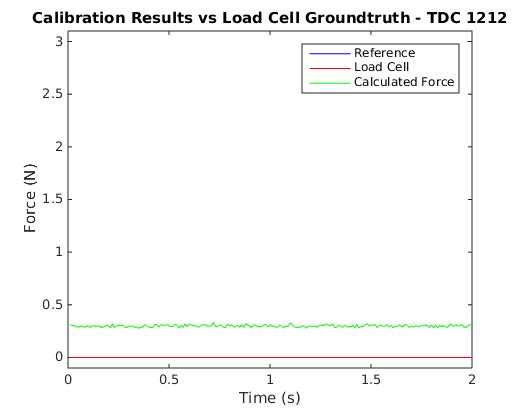 Calibration Results vs Load Cell Groundtruth - TDC 1212
Reference
Load Cell
Calculated Force
3
2.5
2
1.5
1
0.5
0
Force (N)
0 0.5 1 1.5 2
Time (s)